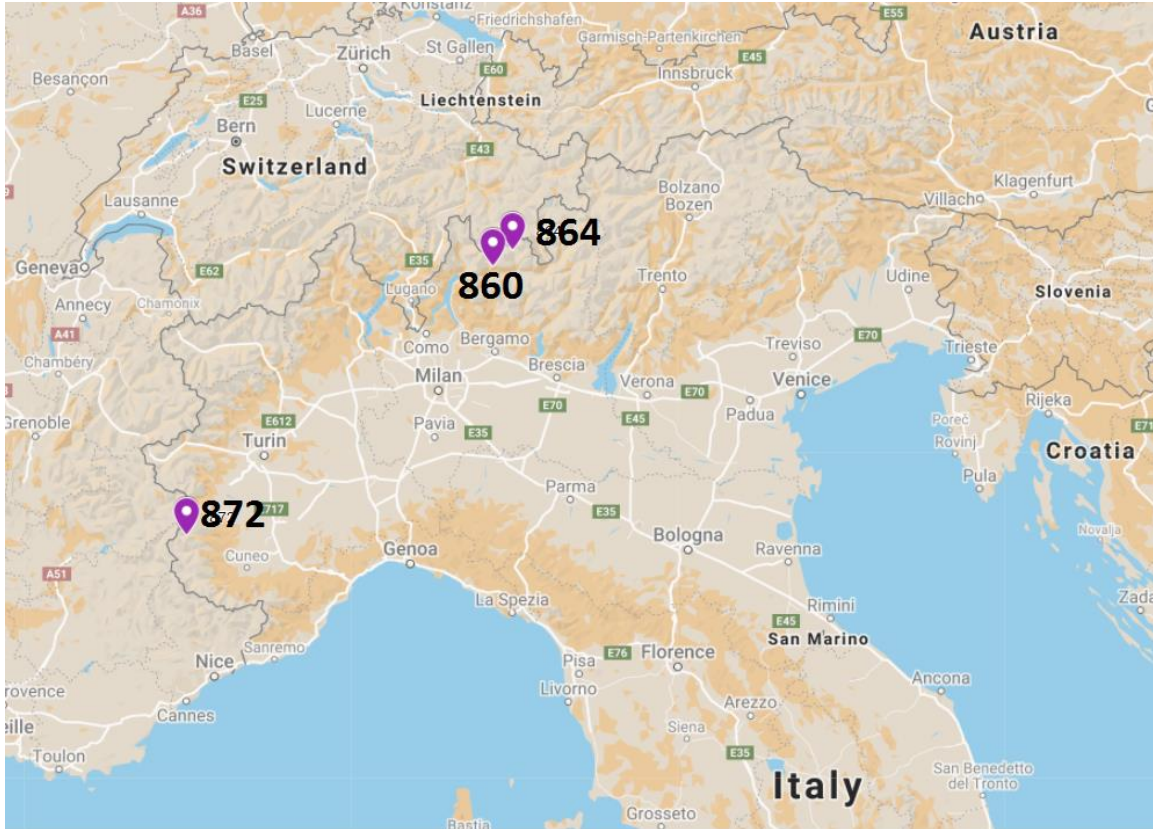 A36
Konstanz
Friedrichshafen
E55
Austria
Basel
Zürich
St Gallen
Garmisch-Partenkirchen
E45
Besançon
E60
Innsbruck
E25
Liechtenstein
Lucerne
Bern
E43
Switzerland
Bolzano
Bozen
Klagenfurt
Villach
Lausanne
864
E35
860
Geneva
E62
Trento
Udine
Annecy
Chamonix
Lugano
Slovenia
A41
Como
Bergamo
Treviso
E70
Trieste
Chambéry
Milan
Brescia
Verona
E70
Venice
E70
Padua
Rijeka
Grenoble
E612
Pavia
E35
E45
Poreč
E71
Turin
Rovinj
Croatia
Pula
Parma
872
E717
E35
Bologna
Novalja
Genoa
Ravenna
Cuneo
A51
La Spezia
Rimini
Zada
E45
San Marino
Sanremo
E76
Florence
Nice
Pisa
Provence
Livorno
Ancona
Cannes
Arezzo
eille
Siena
Toulon
E35
San Benedetto
del Tronto
Italy
Grosseto
Bastia